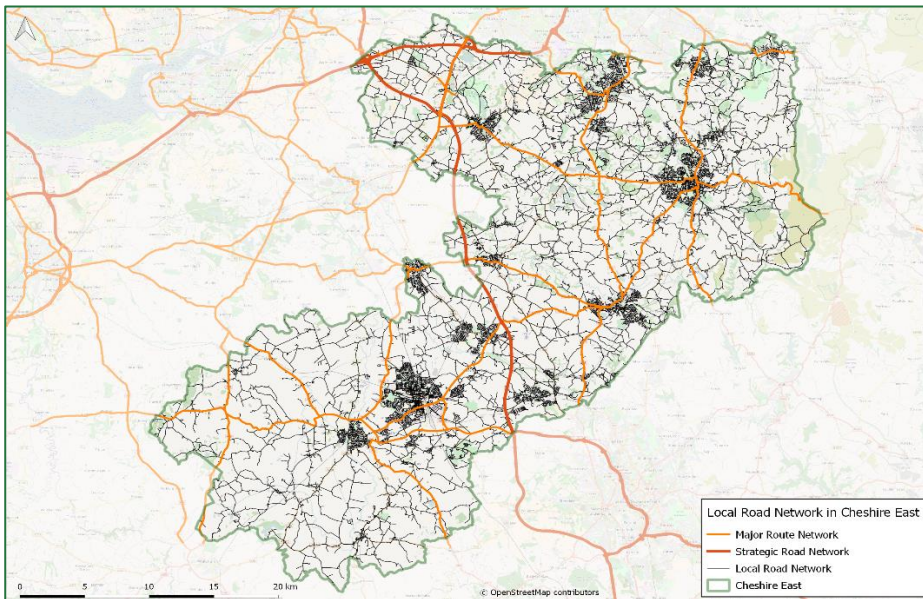 Local Road Network in Cheshire East
Major Route Network
Strategic Road Network
Local Road Network
Cheshire East
0 5 10 15 20 km
© OpenStreetMap contributors